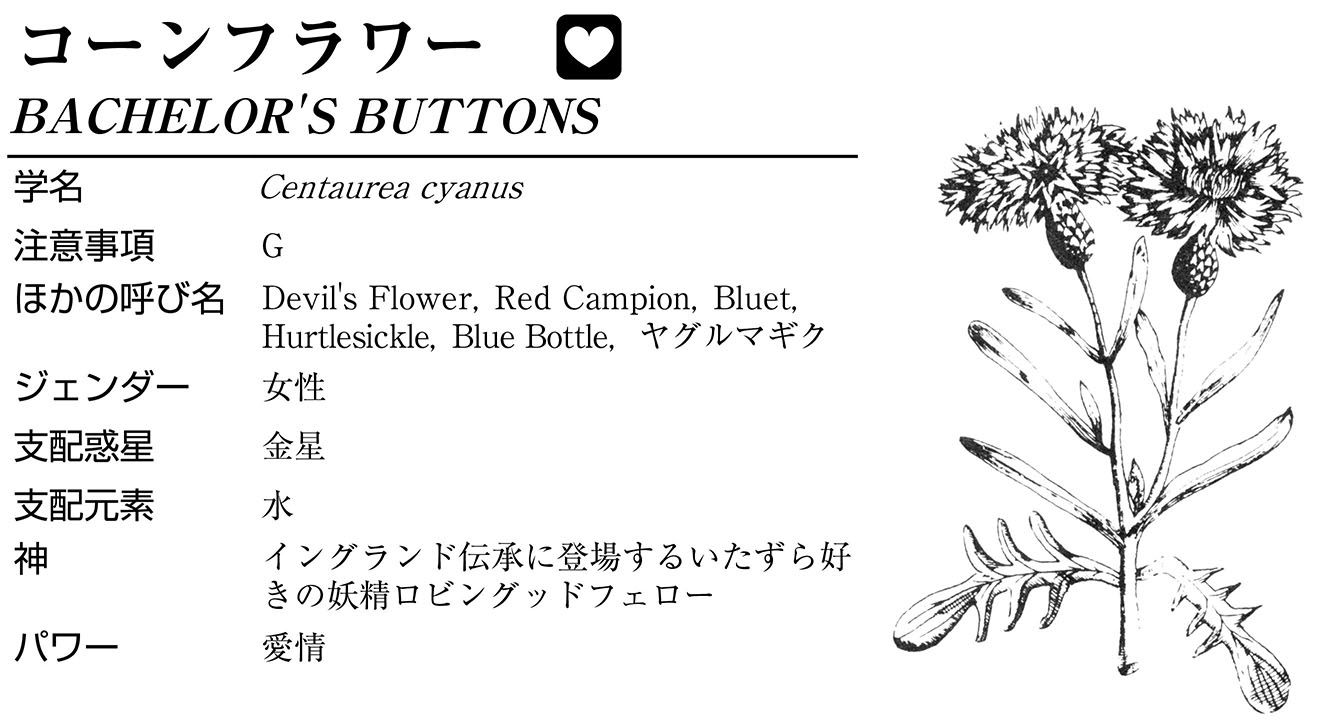 コーンフラワー
BACHELOR'S BUTTONS
学名 Centaurea cyanus
注意事項 G
ほかの呼び名 Devil's Flower, Red Campion, Bluet,
Hurtlesickle, Blue Bottle, ヤグルマギク
ジェンダー 女性
支配惑星 金星
支配元素 水
神 イングランド伝承に登場するいたずら好
きの妖精ロビングッドフェロー
パワー 愛情